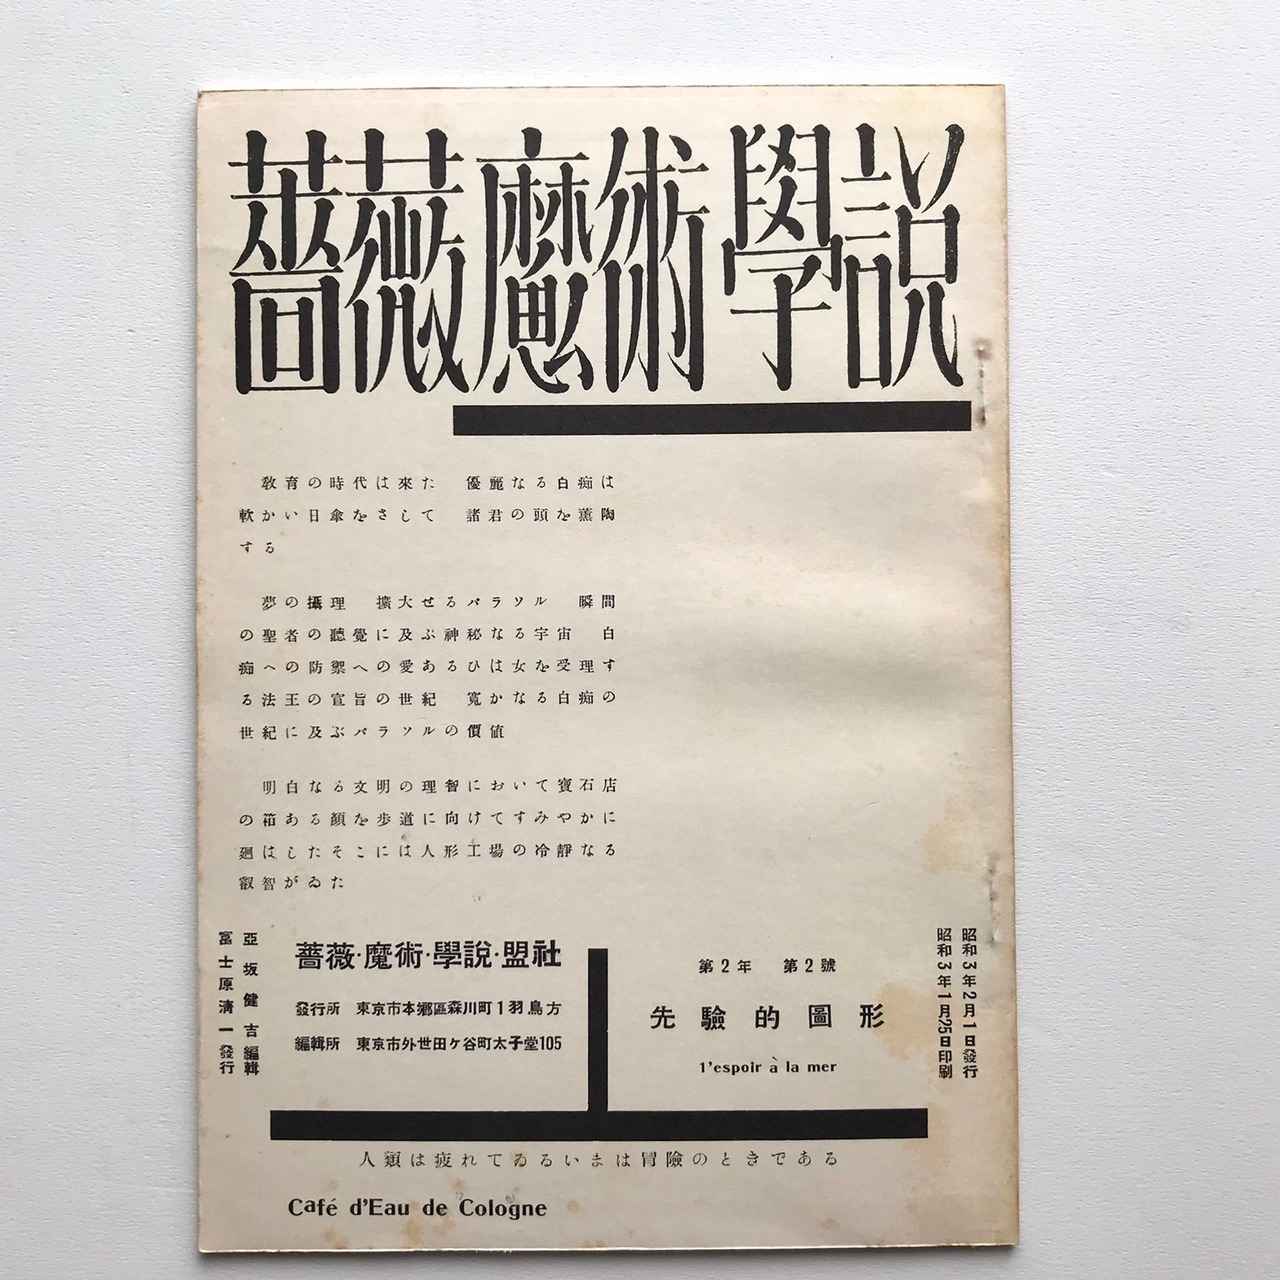 薔薇魔術學説
教育の時代は來た　優麗なる白痴は
軟かい日傘をさして　諸君の頭を薫陶
する
夢の攝理　擴大せるパラソル　瞬間
の聖者の聽覺に及ぶ神秘なる宇宙　白
痴への防禦への愛あるひは女を受理す
る法王の宣旨の世紀　寛かなる白痴の
世紀に及ぶパラソルの價値
明白なる文明の理智において寶石店
の箱ある顏を歩道に向けてすみやかに
廻はしたそこには人形工場の冷靜なる
叡智がゐた
昭和3年2月1日發行
昭和3年1月25日印刷
第2年　第2號
先驗的圖形
l'espoir à la mer
薔薇·魔術·學說·盟社
發行所　東京市本郷區森川町1羽鳥方
編輯所　東京市外世田ヶ谷町太子堂105
亞坂健吉編輯
冨士原淸一發行
人類は疲れてゐるいまは冒險のときである
Café d'Eau de Cologne